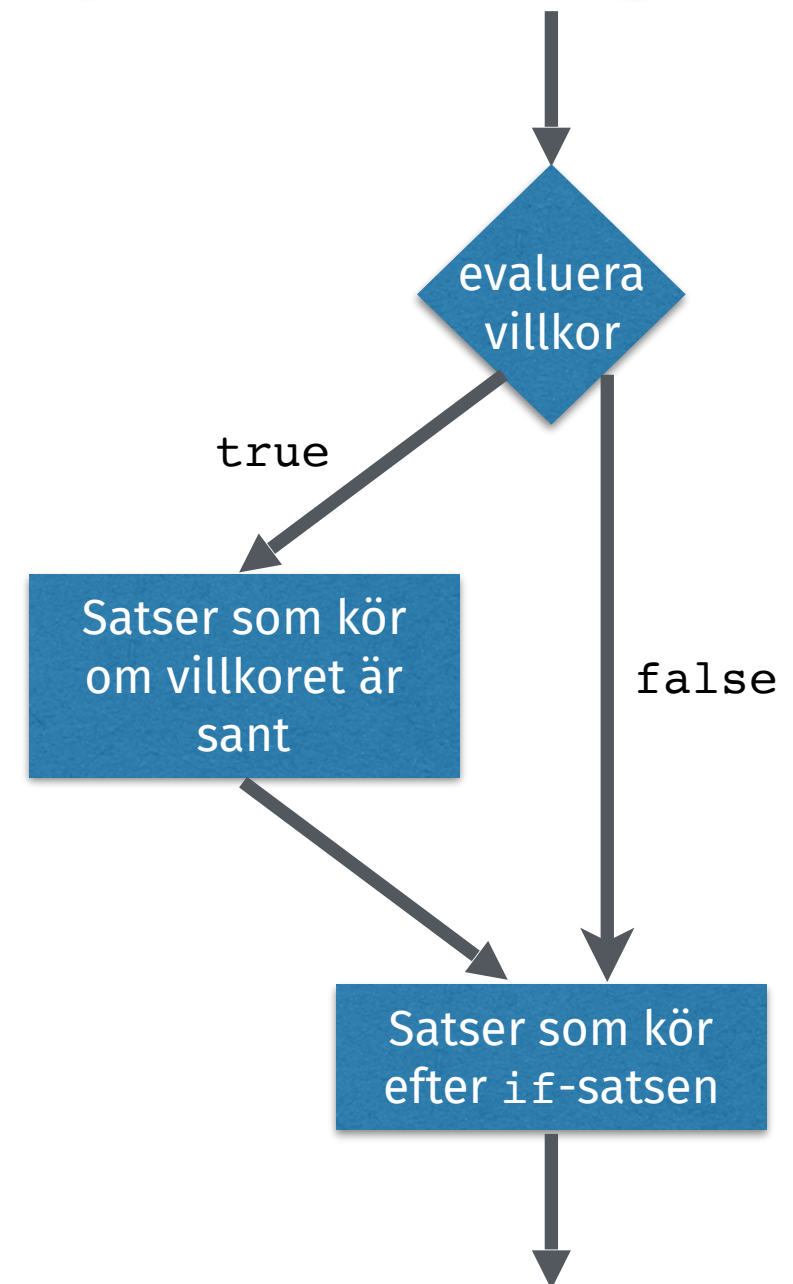 evaluera
villkor
true
Satser som kör
om villkoret är
sant
false
Satser som kör
efter if-satsen